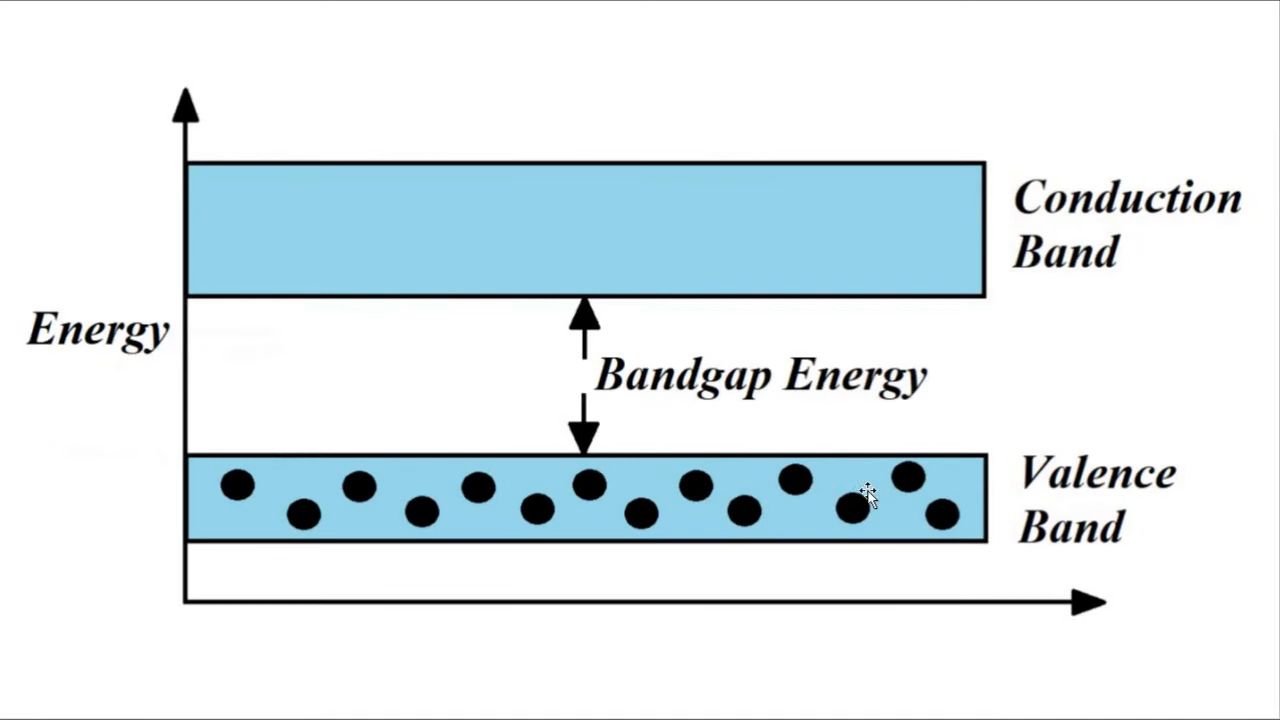 Conduction
Band
Energy
Bandgap Energy
Valence
Band